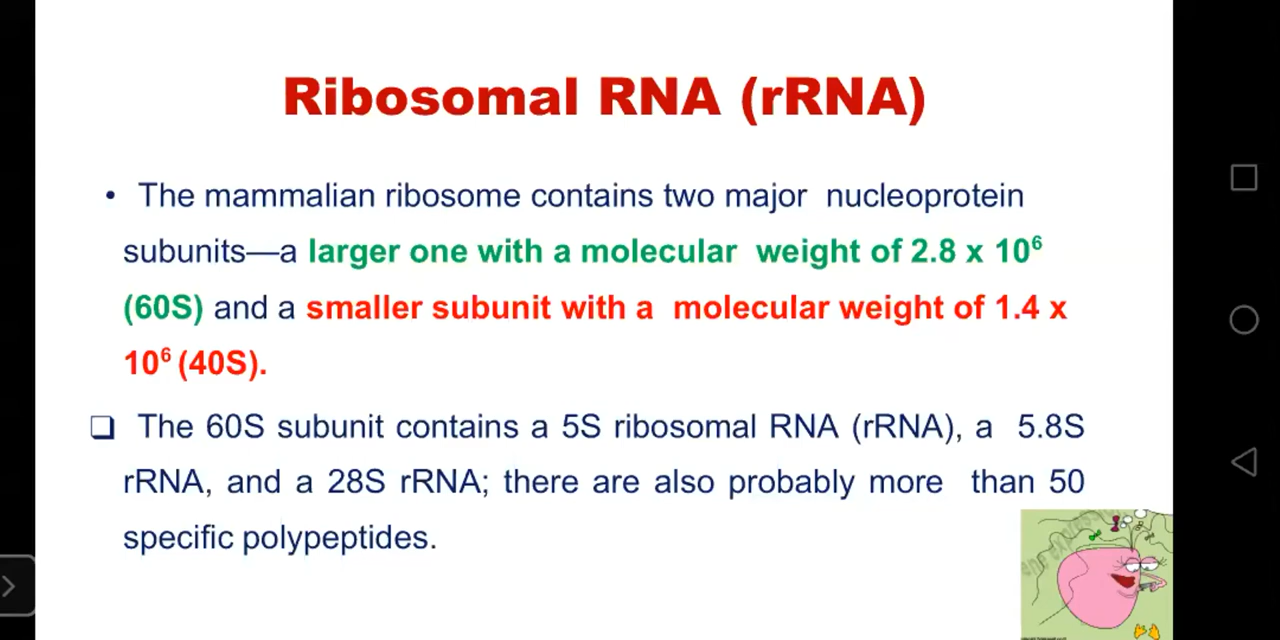 Ribosomal RNA (rRNA)
• The mammalian ribosome contains two major nucleoprotein
subunits—a larger one with a molecular weight of 2.8 x 10⁶
(60S) and a smaller subunit with a molecular weight of 1.4 x
10⁶ (40S).
❑ The 60S subunit contains a 5S ribosomal RNA (rRNA), a 5.8S
rRNA, and a 28S rRNA; there are also probably more than 50
specific polypeptides.